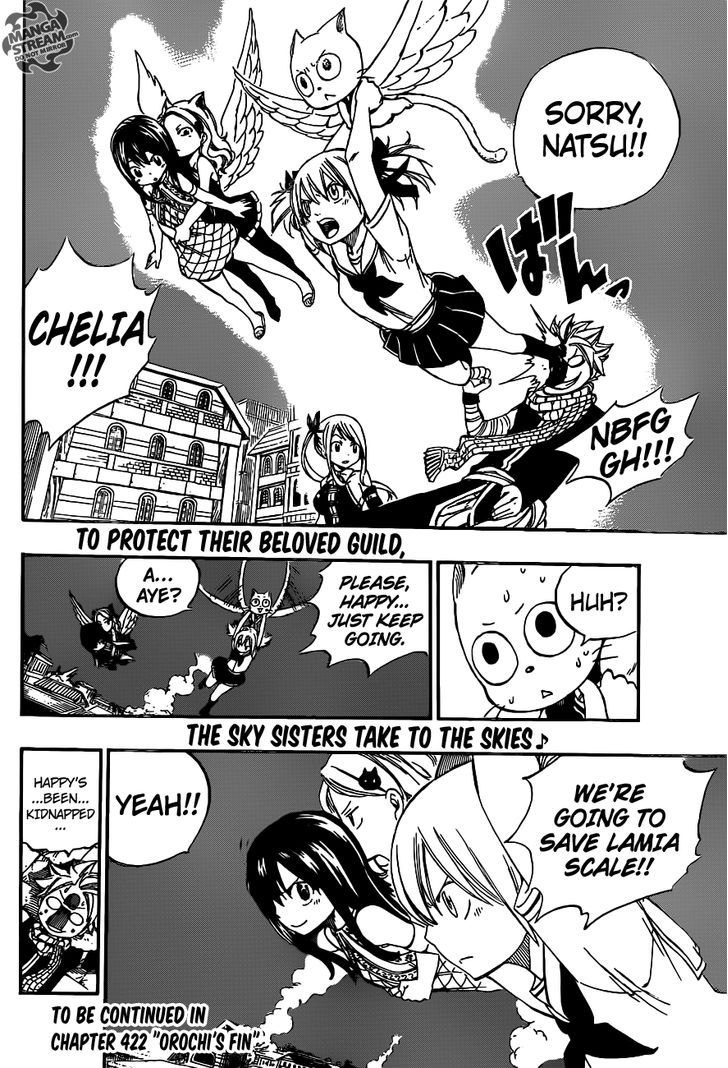 MANGA
STREAM.com
DO NOT MIRROR
SORRY,
NATSU!!
ばんっ
CHELIA
!!!
NBFG
GH!!!
TO PROTECT THEIR BELOVED GUILD,
HUH?
PLEASE,
HAPPY...
JUST KEEP
GOING.
A...
AYE?
THE SKY SISTERS TAKE TO THE SKIES♪
WE'RE
GOING TO
SAVE LAMIA
SCALE!!
YEAH!!
HAPPY'S
...BEEN...
KIDNAPPED
...
TO BE CONTINUED IN
CHAPTER 422 "OROCHI'S FIN"